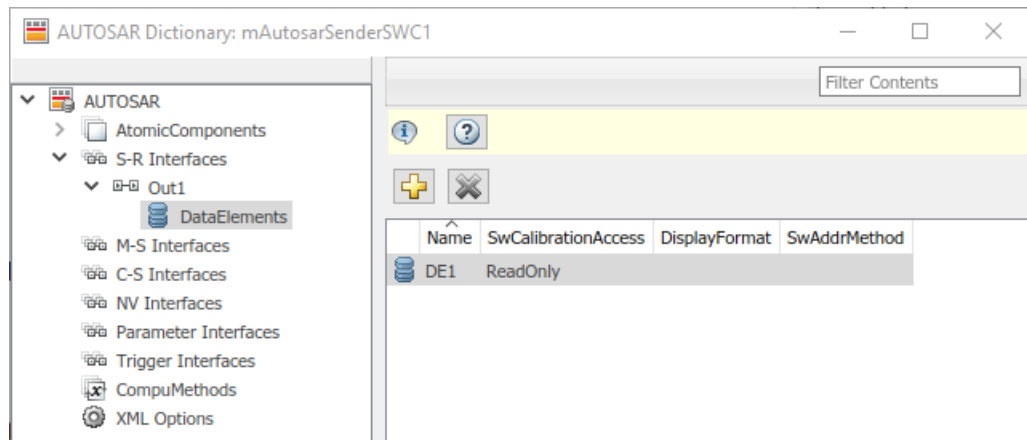 AUTOSAR Dictionary: mAutosarSenderSWC1
Filter Contents
AUTOSAR
AtomicComponents
S-R Interfaces
Out1
DataElements
M-S Interfaces
C-S Interfaces
NV Interfaces
Parameter Interfaces
Trigger Interfaces
CompuMethods
XML Options
Name SwCalibrationAccess DisplayFormat SwAddrMethod
DE1 ReadOnly